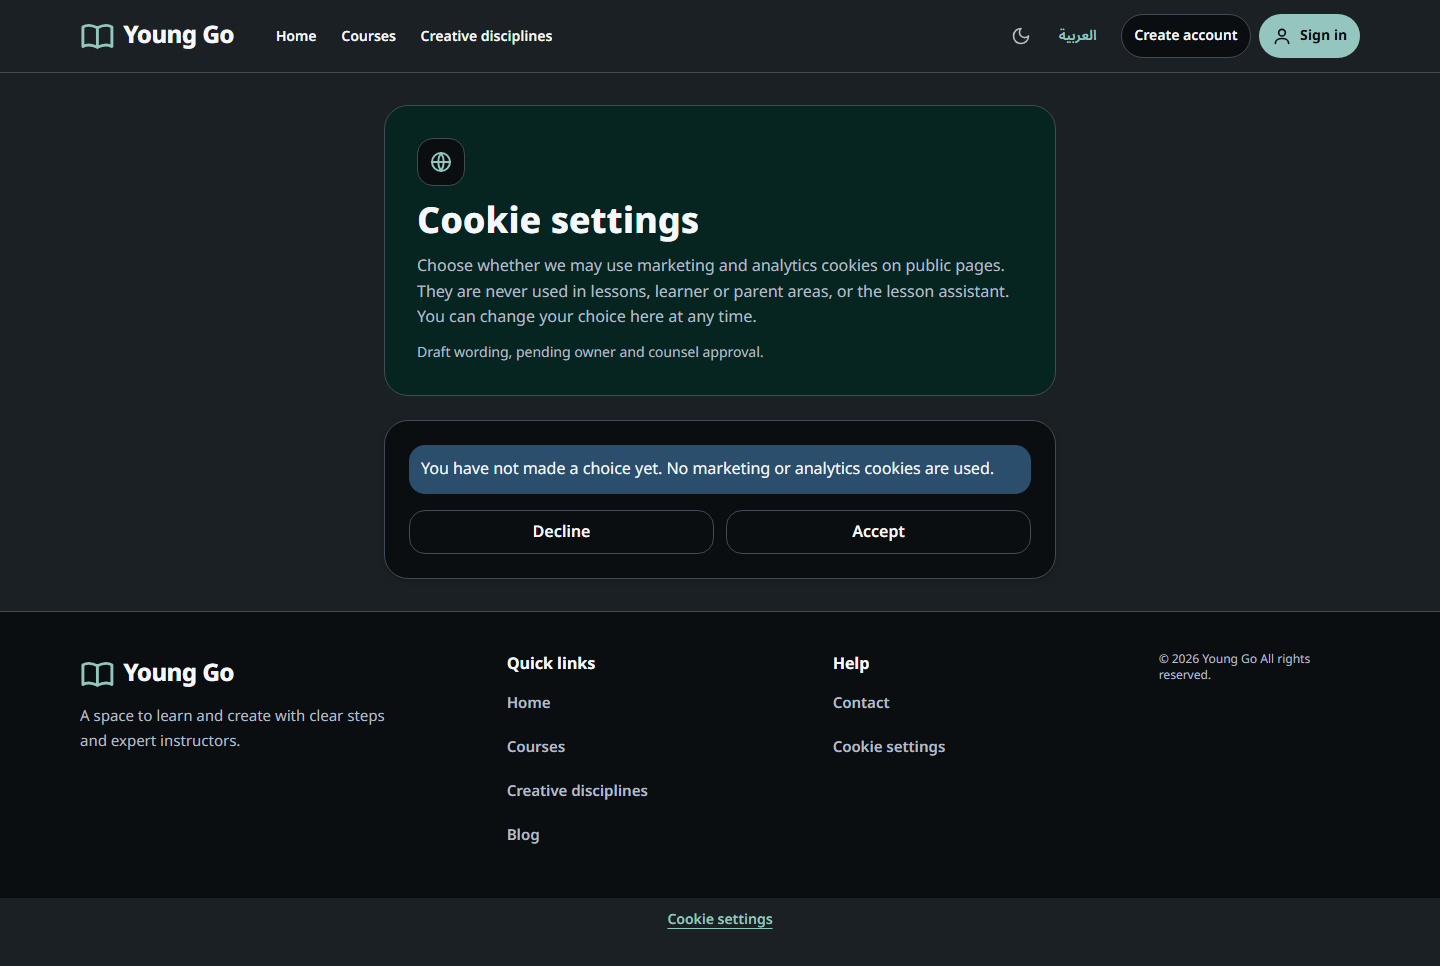 Young Go
Home
Courses
Creative disciplines
العربية
Create account
Sign in
Cookie settings
Choose whether we may use marketing and analytics cookies on public pages.
They are never used in lessons, learner or parent areas, or the lesson assistant.
You can change your choice here at any time.
Draft wording, pending owner and counsel approval.
You have not made a choice yet. No marketing or analytics cookies are used.
Decline
Accept
Young Go
A space to learn and create with clear steps
and expert instructors.
Quick links
Home
Courses
Creative disciplines
Blog
Help
Contact
Cookie settings
© 2026 Young Go All rights
reserved.
Cookie settings